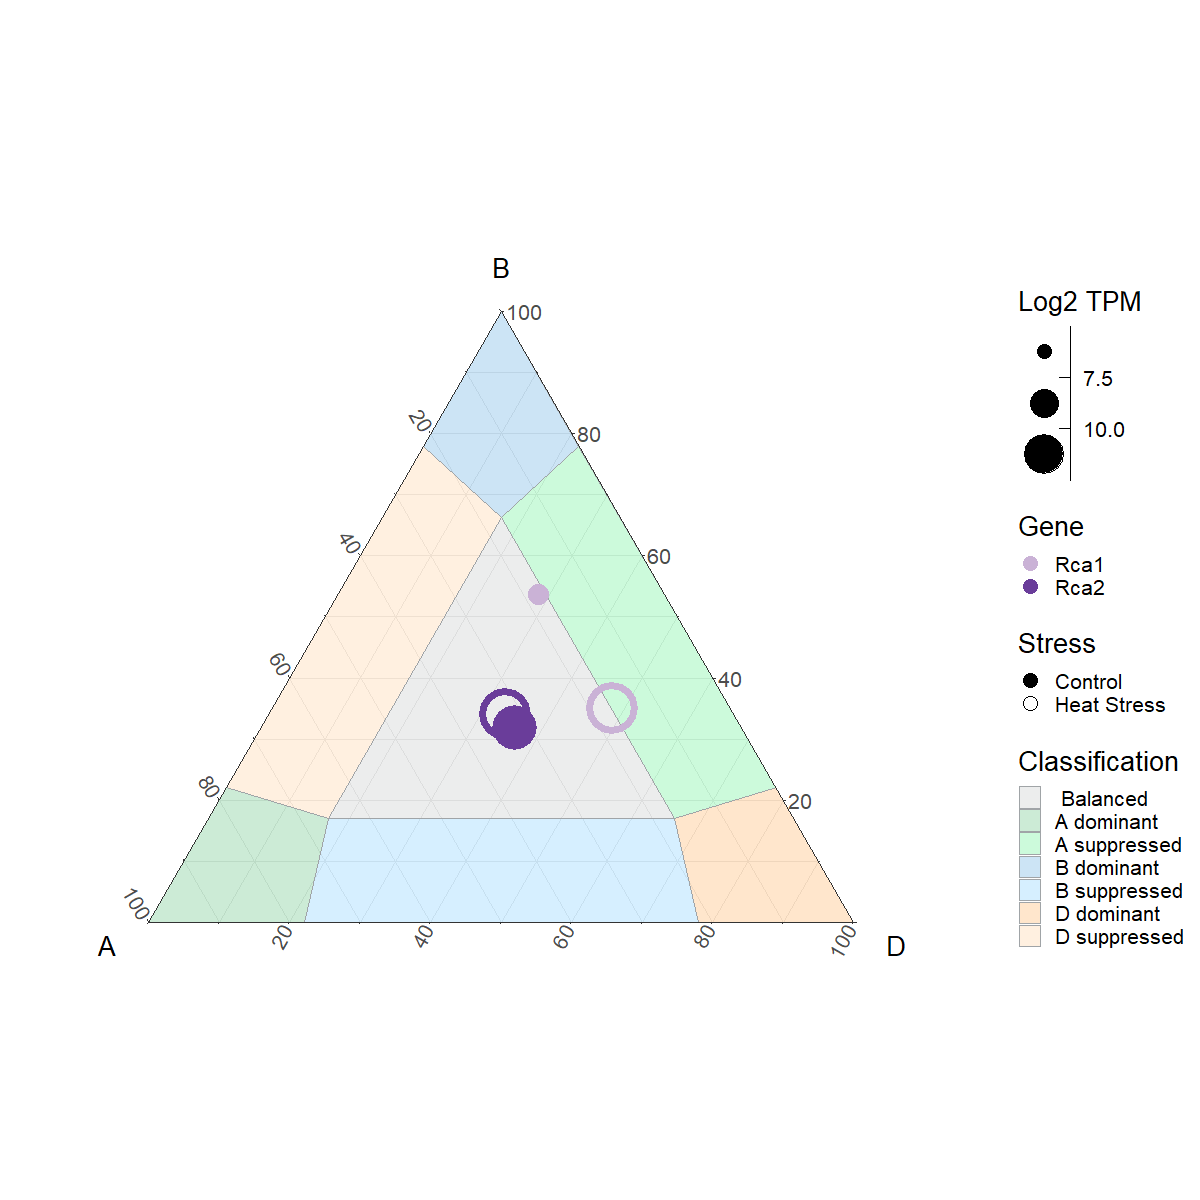 B
100
20
80
40
60
60
40
80
20
100
A
20
40
60
80
100
D
Log2 TPM
7.5
10.0
Gene
Rca1
Rca2
Stress
Control
Heat Stress
Classification
Balanced
A dominant
A suppressed
B dominant
B suppressed
D dominant
D suppressed